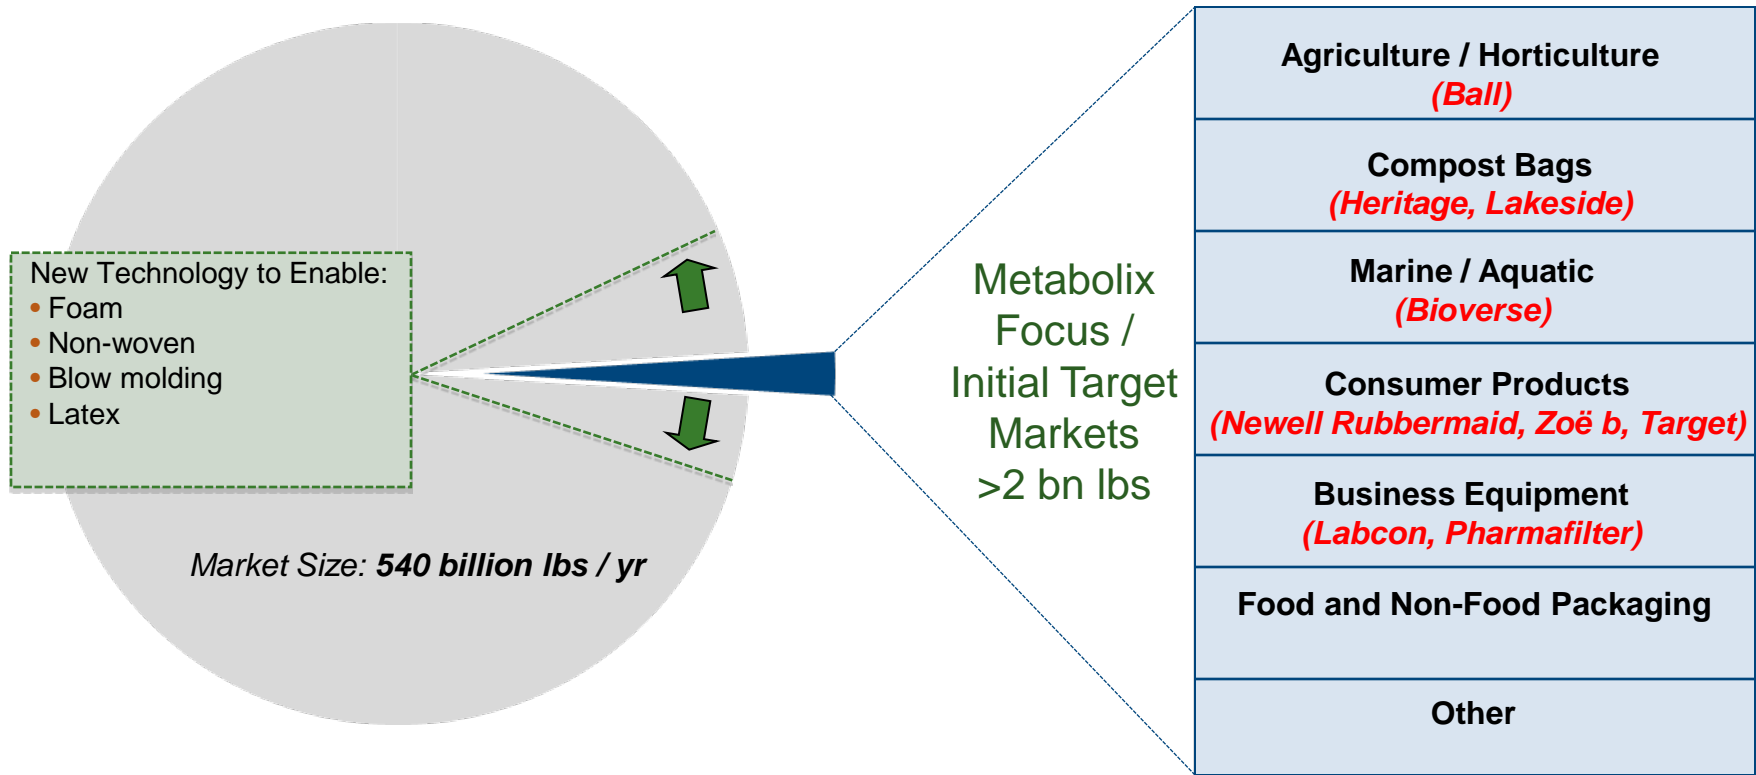 New Technology to Enable:
• Foam
• Non-woven
• Blow molding
• Latex
Market Size: 540 billion lbs / yr
Metabolix
Focus /
Initial Target
Markets
>2 bn lbs
Agriculture / Horticulture
(Ball)
Compost Bags
(Heritage, Lakeside)
Marine / Aquatic
(Bioverse)
Consumer Products
(Newell Rubbermaid, Zoë b, Target)
Business Equipment
(Labcon, Pharmafilter)
Food and Non-Food Packaging
Other